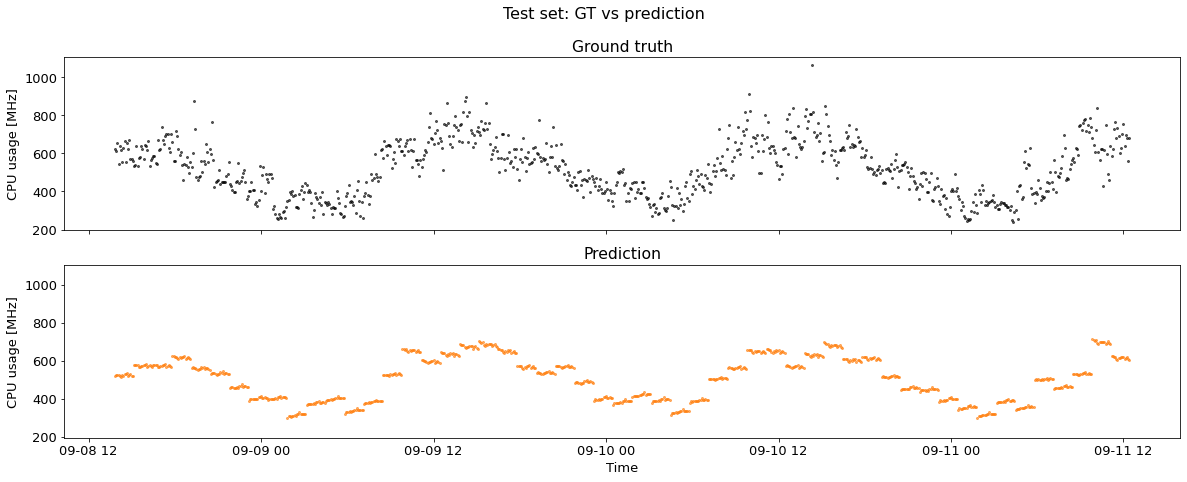 Test set: GT vs prediction
Ground truth
CPU usage [MHz]
1000
800
600
400
200
Prediction
CPU usage [MHz]
1000
800
600
400
200
09-08 12
09-09 00
09-09 12
09-10 00
09-10 12
09-11 00
09-11 12
Time